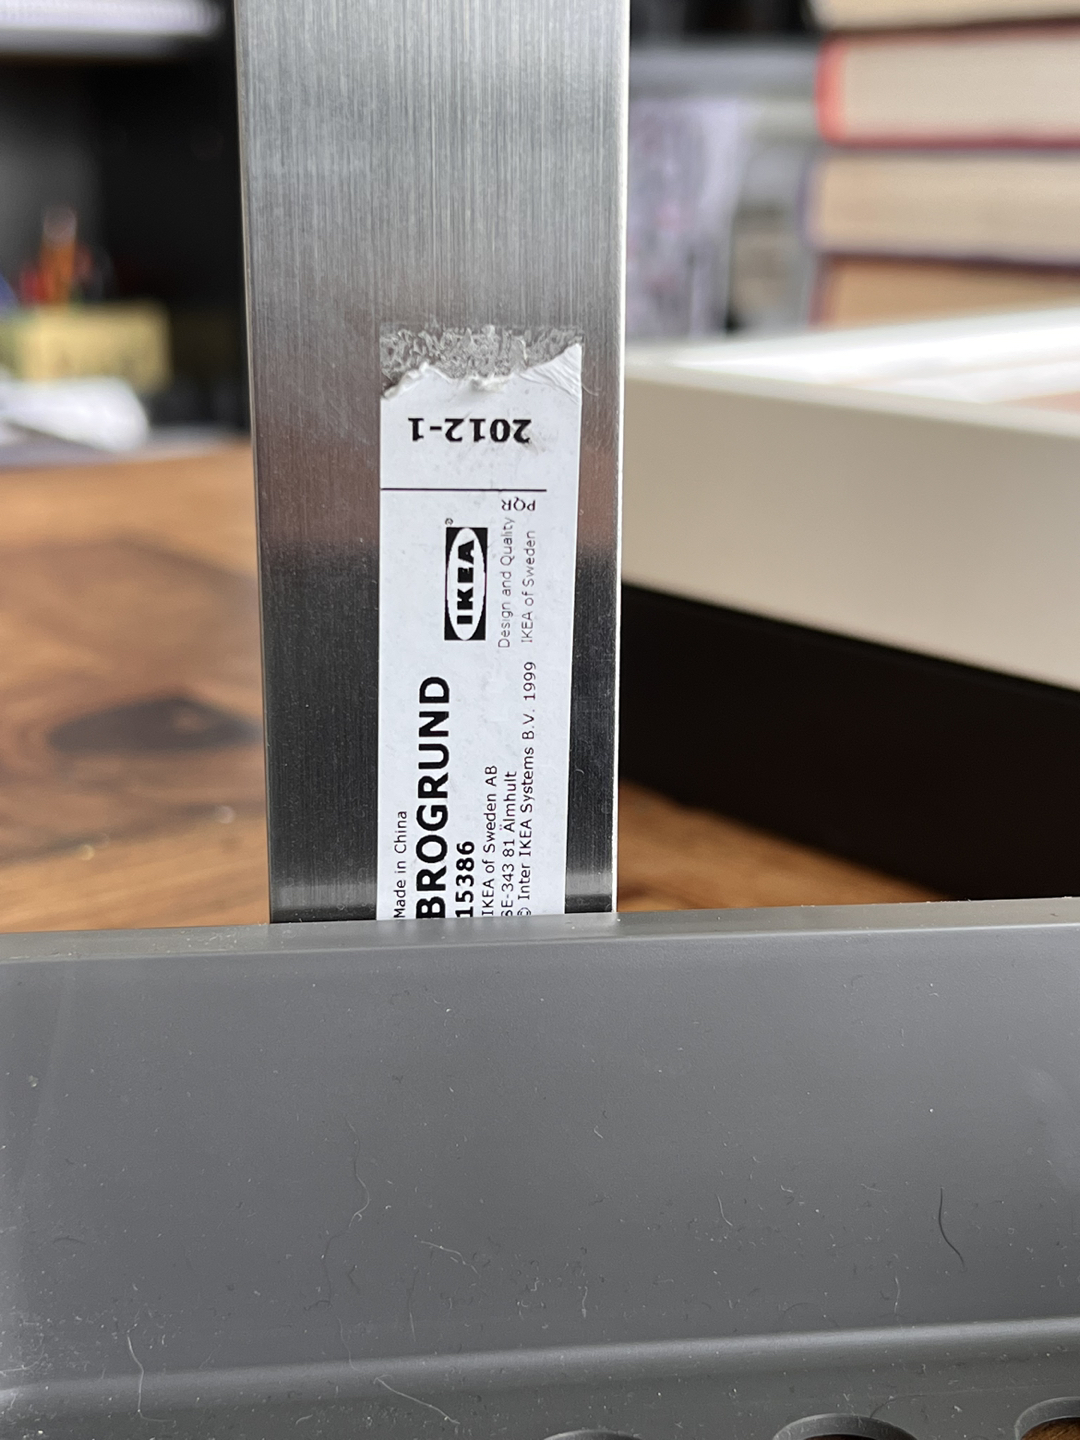 Made in China
BROGRUND
15386
IKEA of Sweden AB
SE-343 81 Älmhult
© Inter IKEA Systems B.V. 1999
IKEA®
Design and Quality
IKEA of Sweden
PQR
2012-1